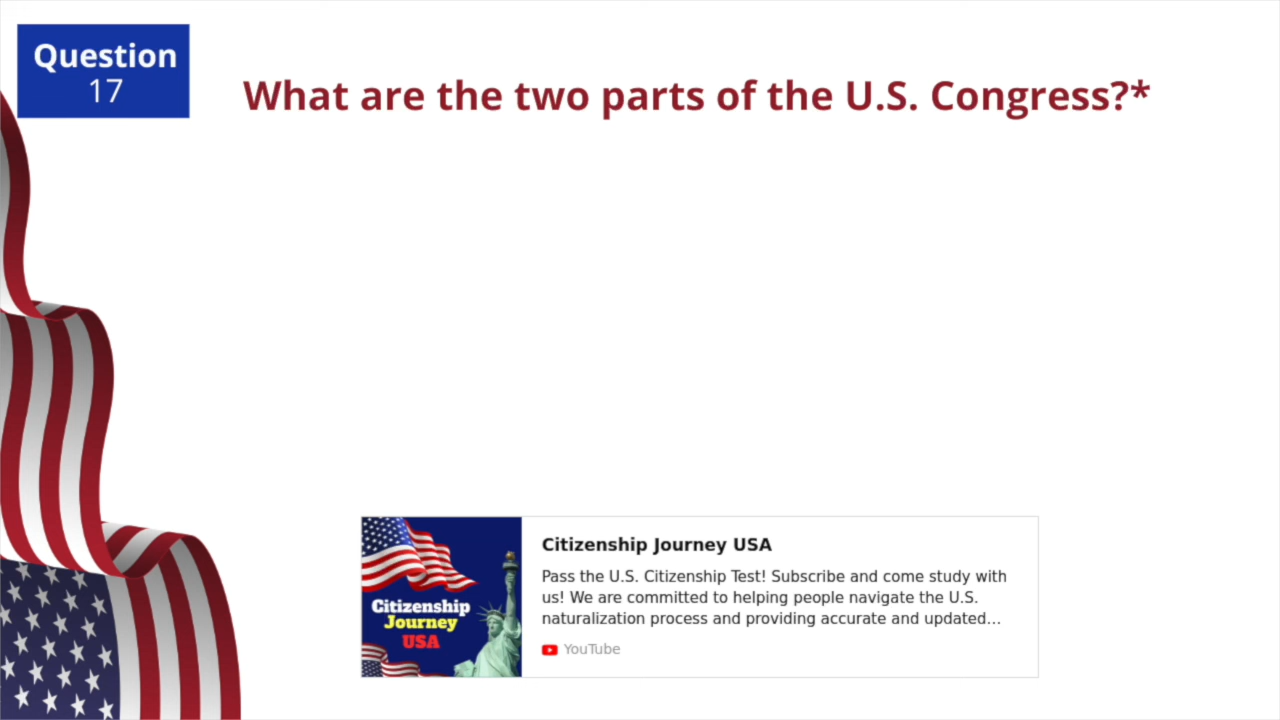 Question
17
What are the two parts of the U.S. Congress?*
Citizenship Journey USA
Pass the U.S. Citizenship Test! Subscribe and come study with
us! We are committed to helping people navigate the U.S.
naturalization process and providing accurate and updated...
YouTube
Citizenship
Journey
USA